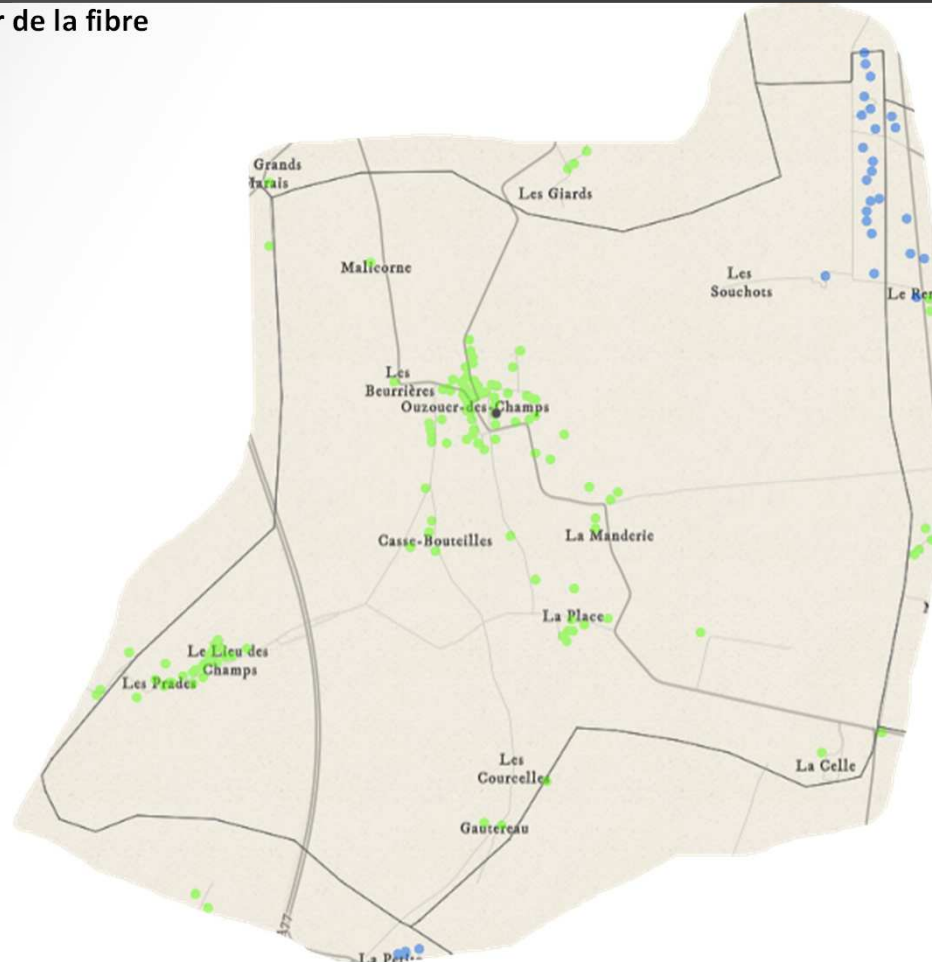 r de la fibre
Grands
Marais
Les Giards
Malicorne
Les
Souchots
Les
Beurrières
Ouzouer-des-Champs
Casse-Bouteilles
La Manderie
La Place
Le Lieu des
Champs
Les Prades
Les
Courcelles
La Celle
Gautereau
A77